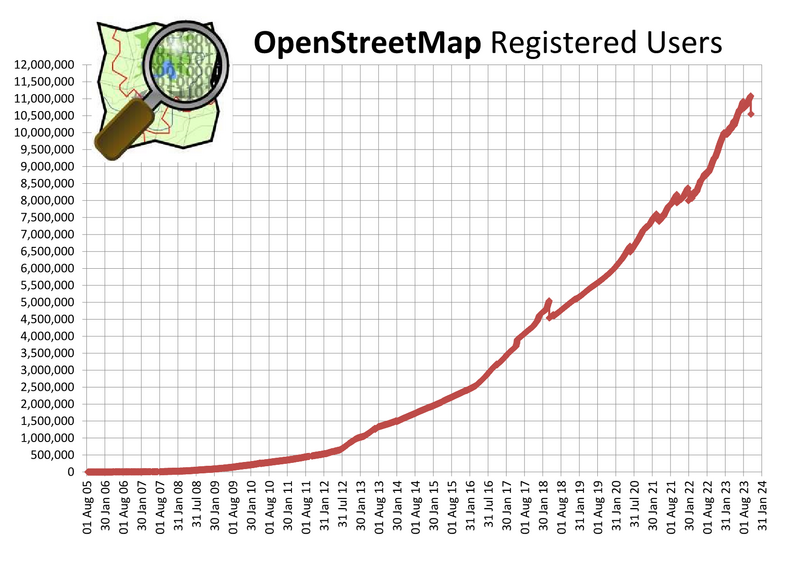 OpenStreetMap Registered Users
12,000,000
11,500,000
11,000,000
10,500,000
10,000,000
9,500,000
9,000,000
8,500,000
8,000,000
7,500,000
7,000,000
6,500,000
6,000,000
5,500,000
5,000,000
4,500,000
4,000,000
3,500,000
3,000,000
2,500,000
2,000,000
1,500,000
1,000,000
500,000
0
01 Aug 05
30 Jan 06
01 Aug 06
30 Jan 07
01 Aug 07
31 Jan 08
31 Jul 08
30 Jan 09
01 Aug 09
30 Jan 10
01 Aug 10
30 Jan 11
01 Aug 11
31 Jan 12
31 Jul 12
30 Jan 13
01 Aug 13
30 Jan 14
01 Aug 14
30 Jan 15
01 Aug 15
31 Jan 16
31 Jul 16
30 Jan 17
01 Aug 17
30 Jan 18
01 Aug 18
31 Jan 19
01 Aug 19
31 Jan 20
31 Jul 20
30 Jan 21
01 Aug 21
30 Jan 22
01 Aug 22
31 Jan 23
01 Aug 23
31 Jan 24